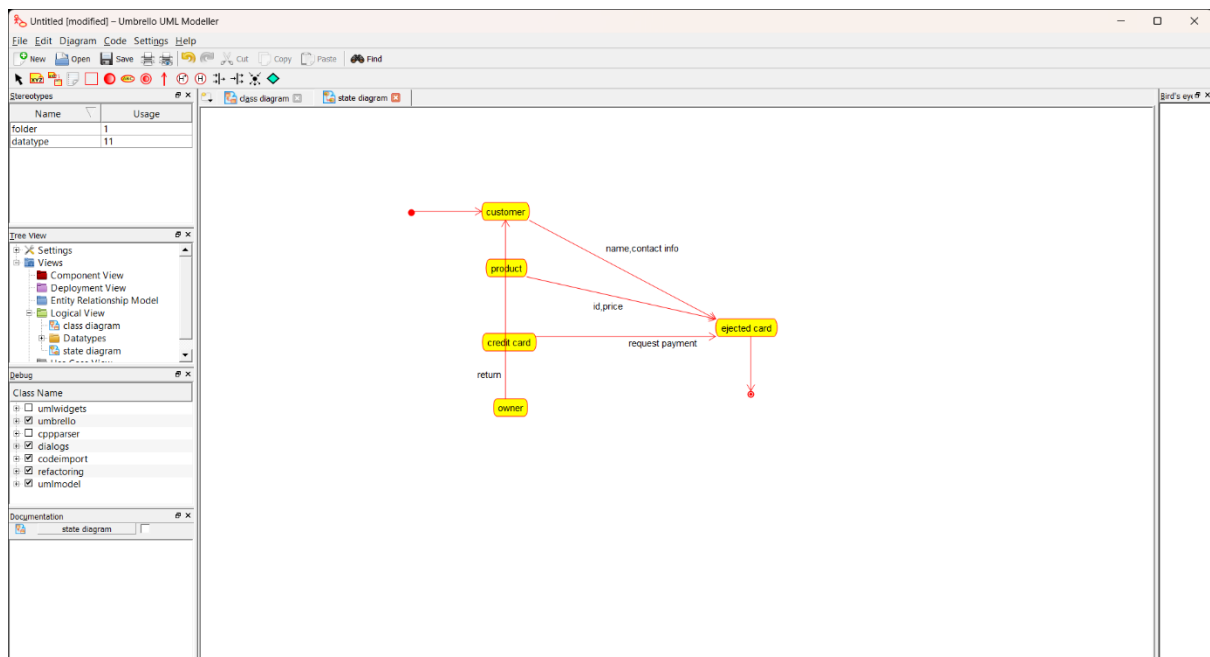 Untitled [modified] – Umbrello UML Modeller
File Edit Diagram Code Settings Help
New Open Save Cut Copy Paste Find
XYZ
Stereotypes
class diagram state diagram
Bird's eye
Name Usage
folder 1
datatype 11
Tree View
Settings
Views
Component View
Deployment View
Entity Relationship Model
Logical View
class diagram
Datatypes
state diagram
Debug
Class Name
umlwidgets
umbrello
cppparser
dialogs
codeimport
refactoring
umlmodel
Documentation
state diagram
customer
name,contact info
product
id,price
ejected card
credit card
request payment
return
owner